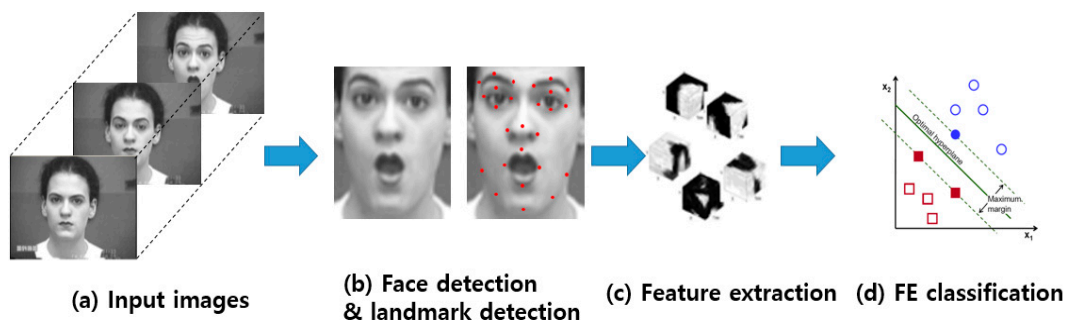 x₂
Optimal hyperplane
Maximum
margin
x₁
(a) Input images
(b) Face detection
& landmark detection
(c) Feature extraction
(d) FE classification